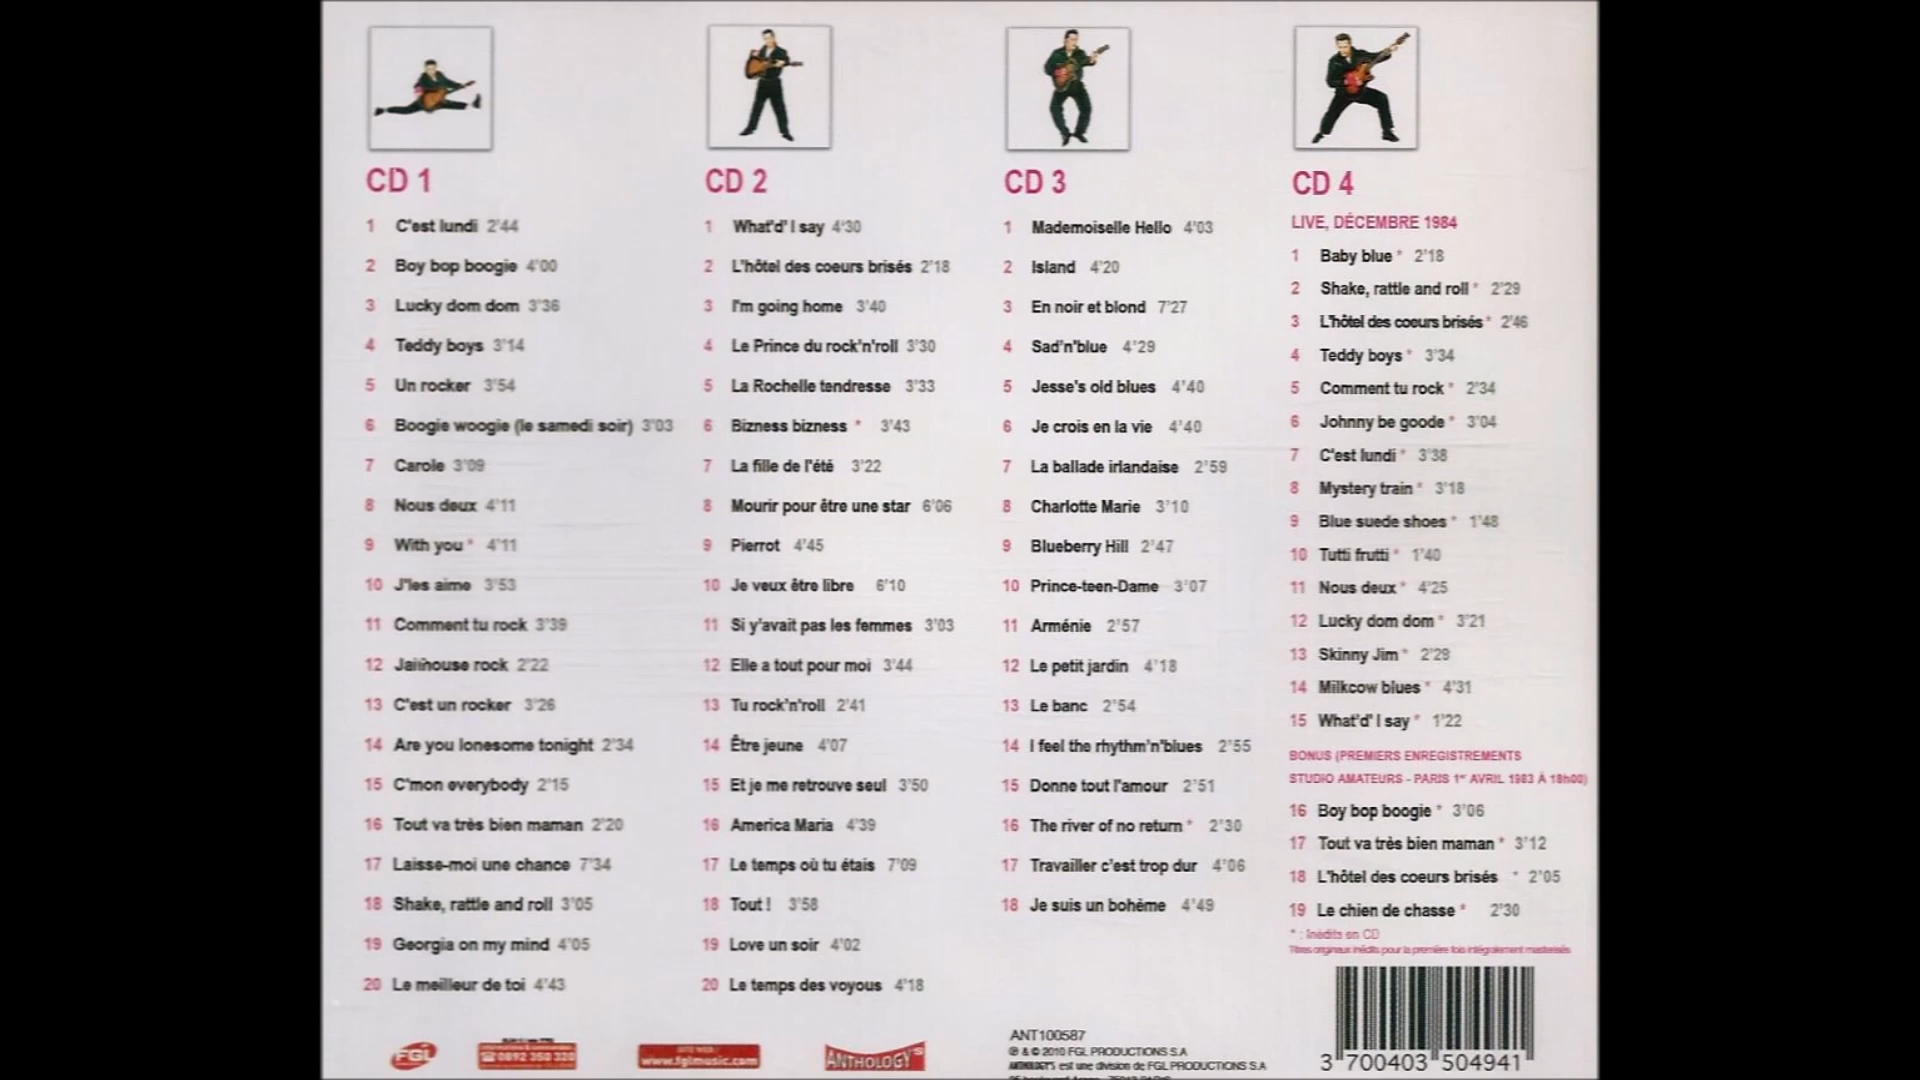 CD 1
1 C'est lundi 2'44
2 Boy bop boogie 4'00
3 Lucky dom dom 3'36
4 Teddy boys 3'14
5 Un rocker 3'54
6 Boogie woogie (le samedi soir) 3'03
7 Carole 3'09
8 Nous deux 4'11
9 With you * 4'11
10 J'les aime 3'53
11 Comment tu rock 3'39
12 Jailhouse rock 2'22
13 C'est un rocker 3'26
14 Are you lonesome tonight 2'34
15 C'mon everybody 2'15
16 Tout va très bien maman 2'20
17 Laisse-moi une chance 7'34
18 Shake, rattle and roll 3'05
19 Georgia on my mind 4'05
20 Le meilleur de toi 4'43
CD 2
1 What'd' I say 4'30
2 L'hôtel des coeurs brisés 2'18
3 I'm going home 3'40
4 Le Prince du rock'n'roll 3'30
5 La Rochelle tendresse 3'33
6 Bizness bizness * 3'43
7 La fille de l'été 3'22
8 Mourir pour être une star 6'06
9 Pierrot 4'45
10 Je veux être libre 6'10
11 Si y'avait pas les femmes 3'03
12 Elle a tout pour moi 3'44
13 Tu rock'n'roll 2'41
14 Être jeune 4'07
15 Et je me retrouve seul 3'50
16 America Maria 4'39
17 Le temps où tu étais 7'09
18 Tout ! 3'58
19 Love un soir 4'02
20 Le temps des voyous 4'18
CD 3
1 Mademoiselle Hello 4'03
2 Island 4'20
3 En noir et blond 7'27
4 Sad'n'blue 4'29
5 Jesse's old blues 4'40
6 Je crois en la vie 4'40
7 La ballade irlandaise 2'59
8 Charlotte Marie 3'10
9 Blueberry Hill 2'47
10 Prince-teen-Dame 3'07
11 Arménie 2'57
12 Le petit jardin 4'18
13 Le banc 2'54
14 I feel the rhythm'n'blues 2'55
15 Donne tout l'amour 2'51
16 The river of no return * 2'30
17 Travailler c'est trop dur 4'06
18 Je suis un bohème 4'49
CD 4
LIVE, DÉCEMBRE 1984
1 Baby blue * 2'18
2 Shake, rattle and roll * 2'29
3 L'hôtel des coeurs brisés * 2'46
4 Teddy boys * 3'34
5 Comment tu rock * 2'34
6 Johnny be goode * 3'04
7 C'est lundi * 3'38
8 Mystery train * 3'18
9 Blue suede shoes * 1'48
10 Tutti frutti * 1'40
11 Nous deux * 4'25
12 Lucky dom dom * 3'21
13 Skinny Jim * 2'29
14 Milkcow blues * 4'31
15 What'd' I say * 1'22
BONUS (PREMIERS ENREGISTREMENTS
STUDIO AMATEURS - PARIS 1er AVRIL 1983 À 18h00)
16 Boy bop boogie * 3'06
17 Tout va très bien maman * 3'12
18 L'hôtel des coeurs brisés * 2'05
19 Le chien de chasse * 2'30
* : Inédits en CD
Titres originaux inédits pour la première fois intégralement masterisés
FGL
0892 350 320
SITE WEB :
www.fglmusic.com
ANTHOLOGY'S
ANT100587
℗ & © 2010 FGL PRODUCTIONS S.A
ANTHOLOGY'S est une division de FGL PRODUCTIONS S.A
3 700403 504941